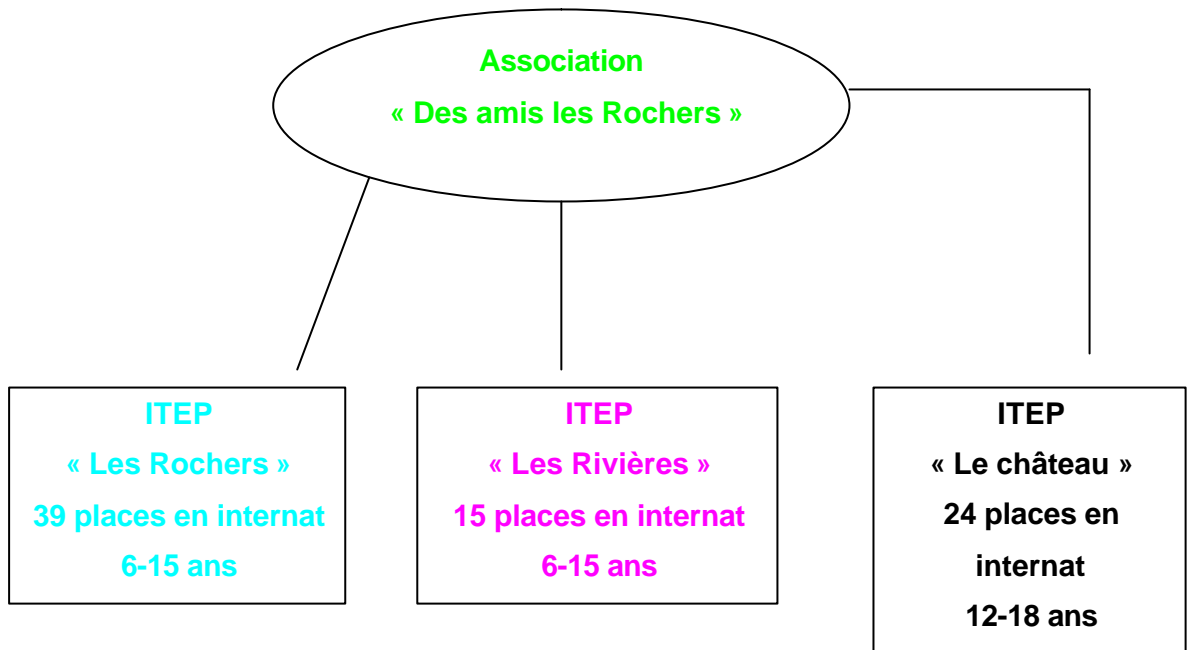 Association
« Des amis les Rochers »
ITEP
« Les Rochers »
39 places en internat
6-15 ans
ITEP
« Les Rivières »
15 places en internat
6-15 ans
ITEP
« Le château »
24 places en
internat
12-18 ans